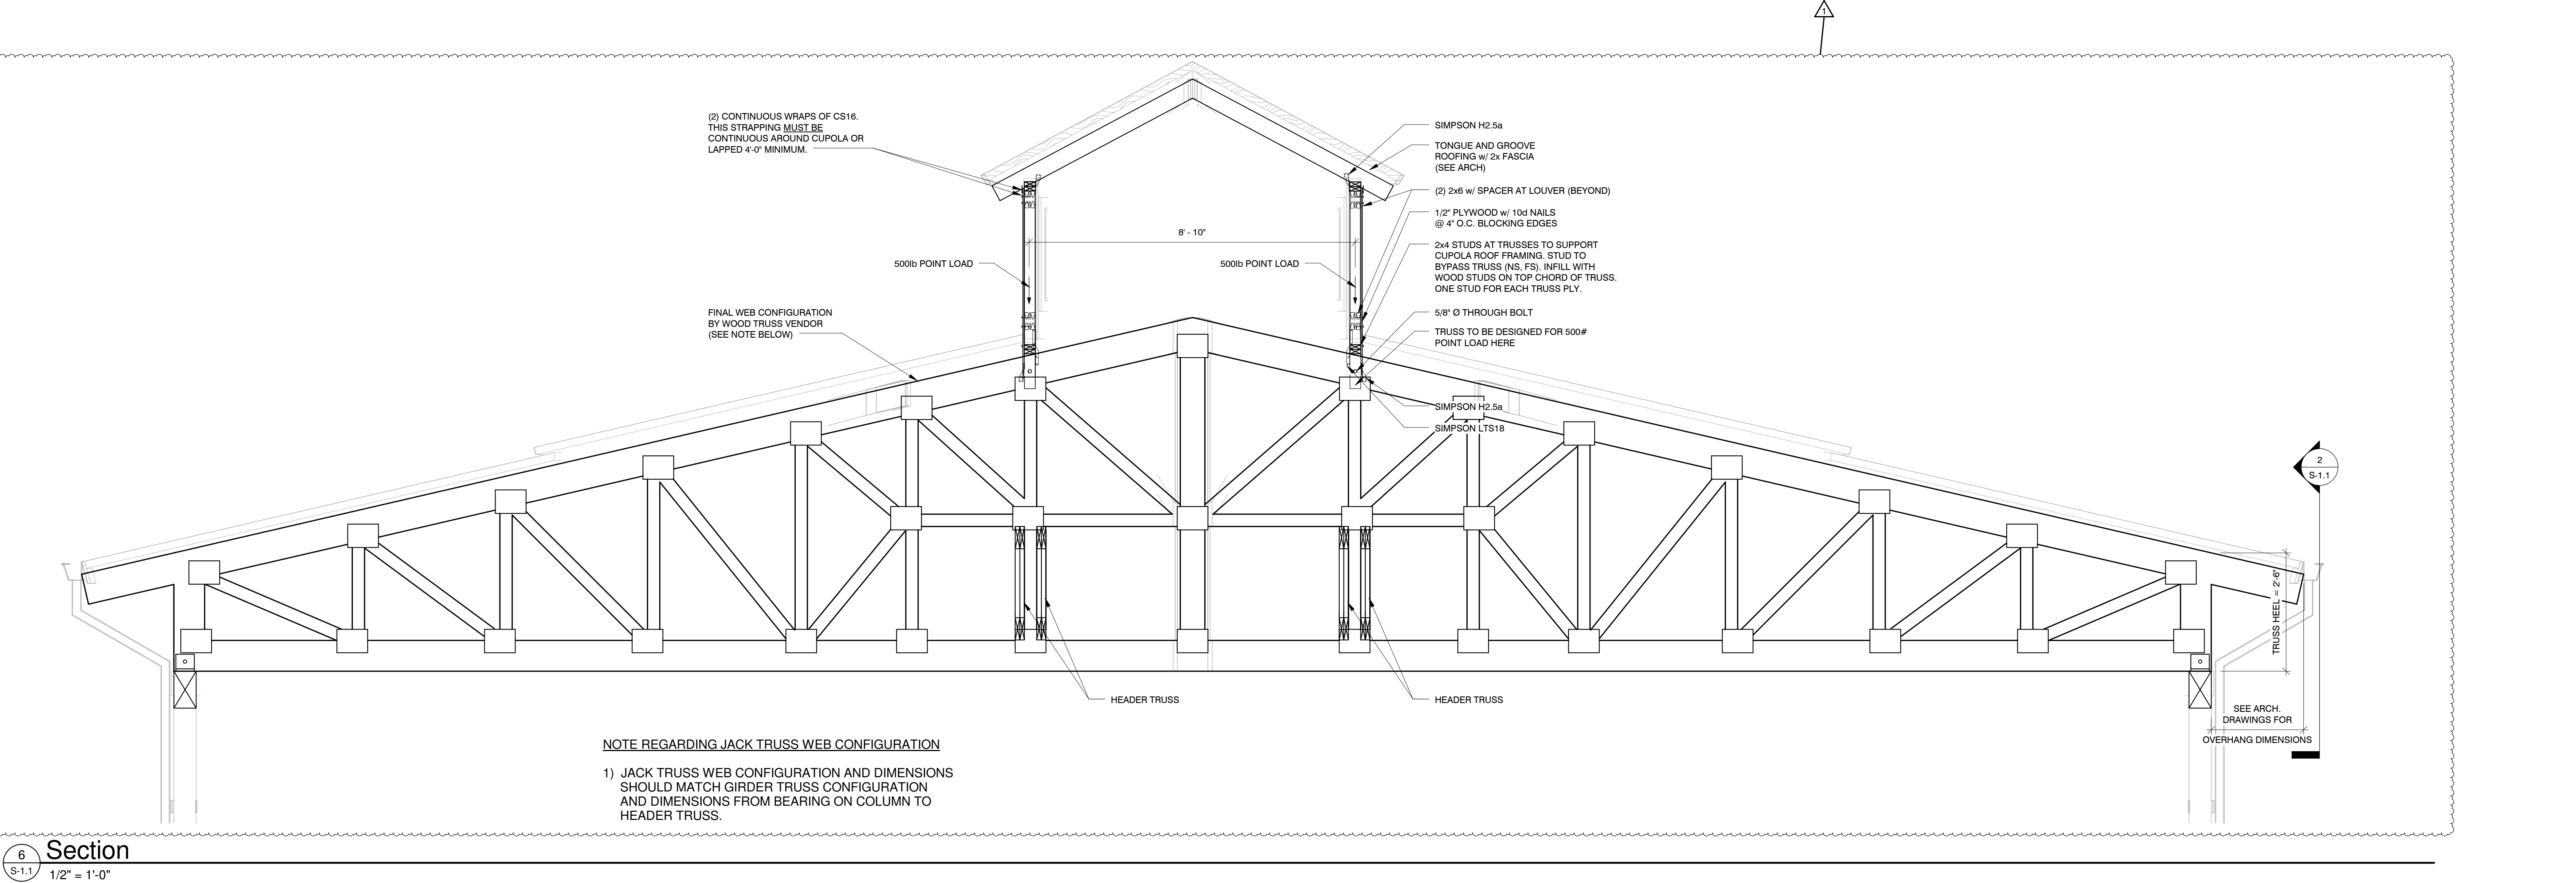 1
(2) CONTINUOUS WRAPS OF CS16.
THIS STRAPPING MUST BE
CONTINUOUS AROUND CUPOLA OR
LAPPED 4'-0" MINIMUM.
SIMPSON H2.5a
TONGUE AND GROOVE
ROOFING w/ 2x FASCIA
(SEE ARCH)
(2) 2x6 w/ SPACER AT LOUVER (BEYOND)
1/2" PLYWOOD w/ 10d NAILS
@ 4" O.C. BLOCKING EDGES
8' - 10"
2x4 STUDS AT TRUSSES TO SUPPORT
CUPOLA ROOF FRAMING. STUD TO
BYPASS TRUSS (NS, FS). INFILL WITH
WOOD STUDS ON TOP CHORD OF TRUSS.
ONE STUD FOR EACH TRUSS PLY.
500lb POINT LOAD
500lb POINT LOAD
FINAL WEB CONFIGURATION
BY WOOD TRUSS VENDOR
(SEE NOTE BELOW)
5/8" Ø THROUGH BOLT
TRUSS TO BE DESIGNED FOR 500#
POINT LOAD HERE
SIMPSON H2.5a
SIMPSON LTS18
2
S-1.1
TRUSS HEEL = 2'-6"
HEADER TRUSS
HEADER TRUSS
SEE ARCH.
DRAWINGS FOR
OVERHANG DIMENSIONS
NOTE REGARDING JACK TRUSS WEB CONFIGURATION
1) JACK TRUSS WEB CONFIGURATION AND DIMENSIONS
SHOULD MATCH GIRDER TRUSS CONFIGURATION
AND DIMENSIONS FROM BEARING ON COLUMN TO
HEADER TRUSS.
6
S-1.1
Section
1/2" = 1'-0"